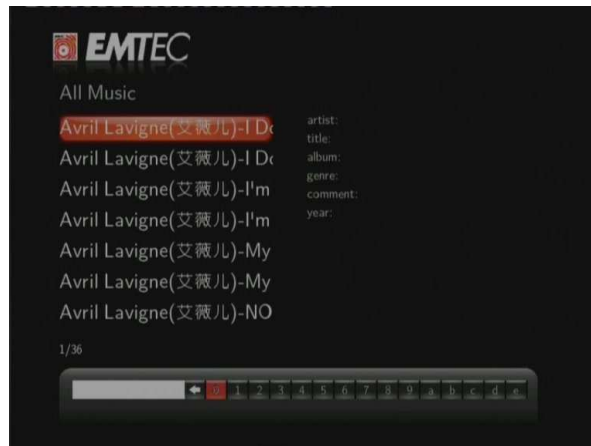 EMTEC
All Music
Avril Lavigne(艾薇儿)-I Do
Avril Lavigne(艾薇儿)-I Do
Avril Lavigne(艾薇儿)-I'm
Avril Lavigne(艾薇儿)-I'm
Avril Lavigne(艾薇儿)-My
Avril Lavigne(艾薇儿)-My
Avril Lavigne(艾薇儿)-NO
artist:
title:
album:
genre:
comment:
year:
1/36
0 1 2 3 4 5 6 7 8 9 a b c d e